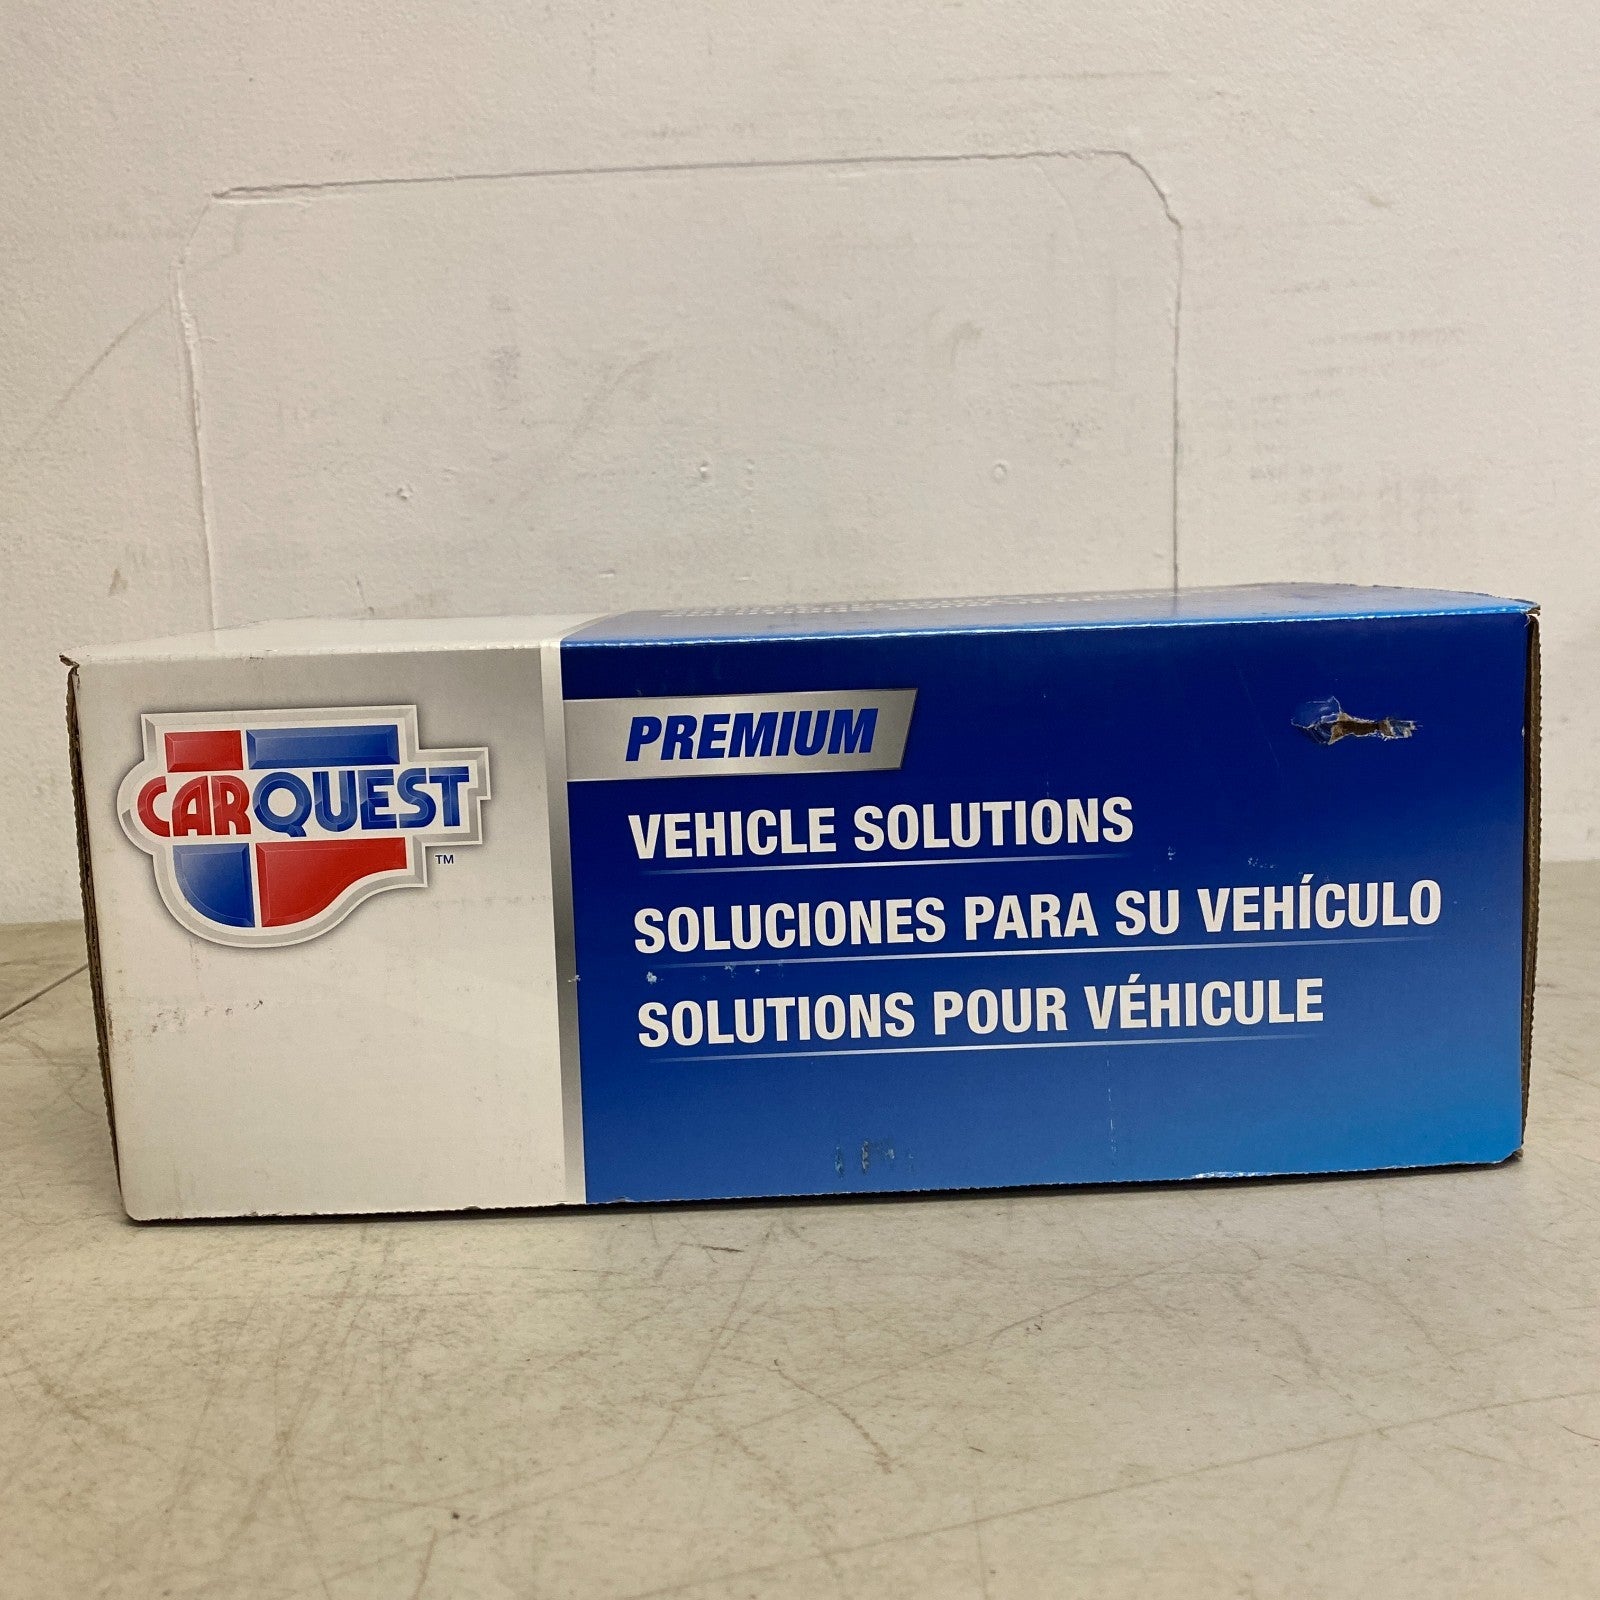 CARQUEST
TM
PREMIUM
VEHICLE SOLUTIONS
SOLUCIONES PARA SU VEHÍCULO
SOLUTIONS POUR VÉHICULE